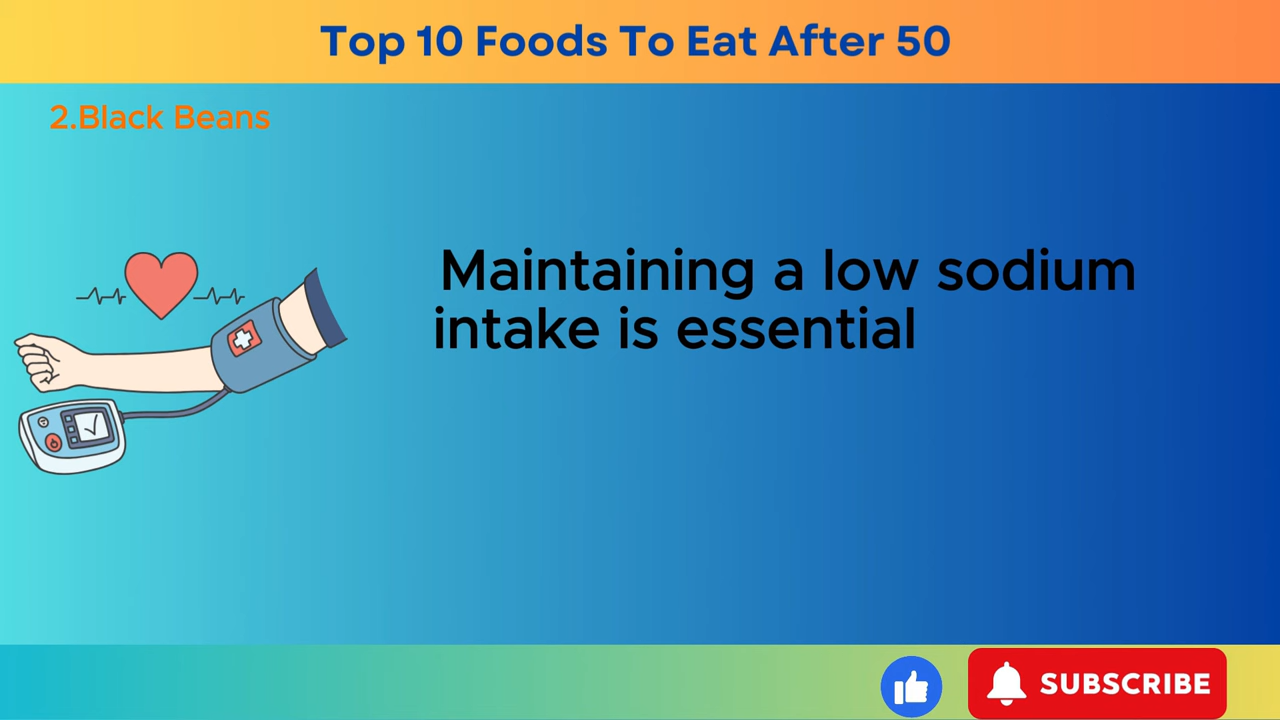 Top 10 Foods To Eat After 50
2.Black Beans
Maintaining a low sodium
intake is essential
SUBSCRIBE